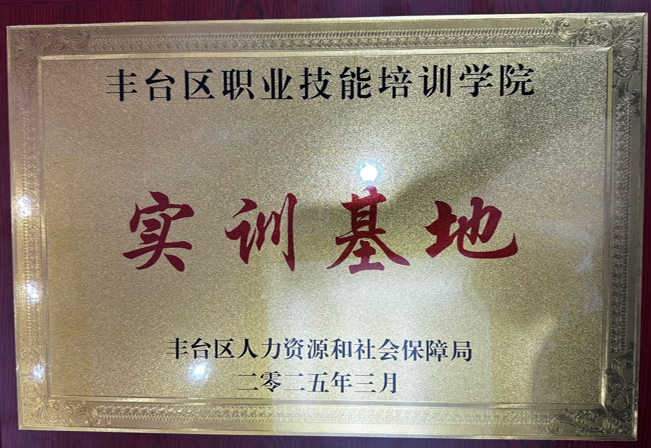 丰台区职业技能培训学院
实训基地
丰台区人力资源和社会保障局
二零二五年三月